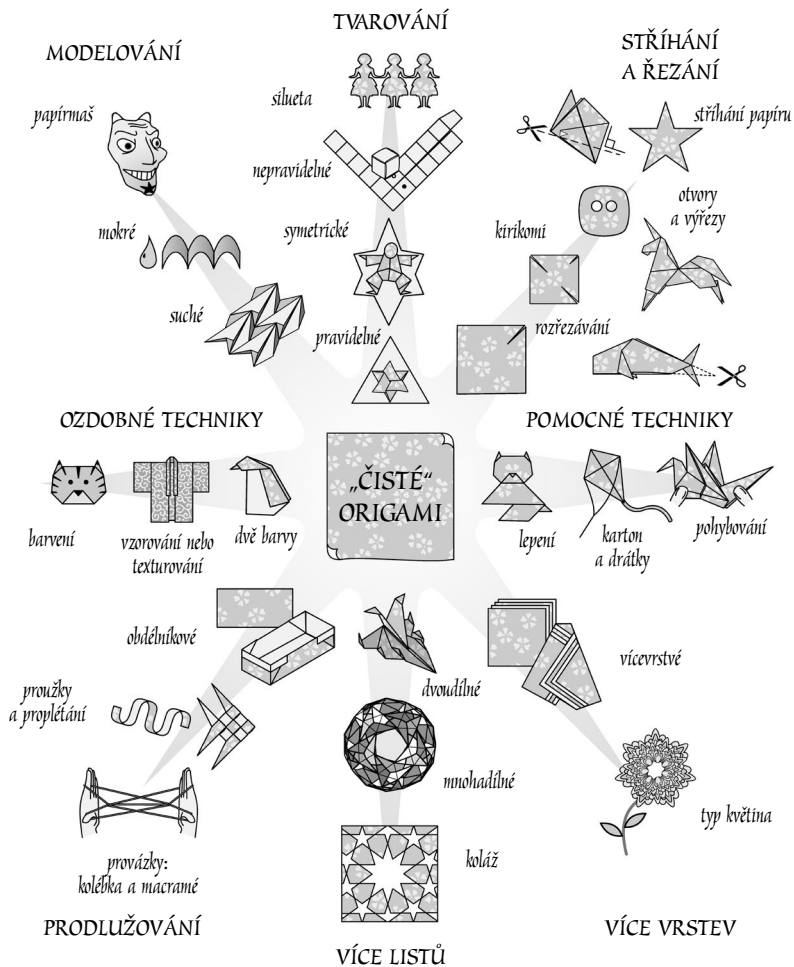 MODELOVÁNÍ
papírmaš
mokré
suché
TVAROVÁNÍ
silueta
nepravidelné
symetrické
pravidelné
STŘÍHÁNÍ
A ŘEZÁNÍ
stříhání papíru
otvory
a výřezy
kirikomi
rozřezávání
OZDOBNÉ TECHNIKY
barvení
vzorování nebo
texturování
dvě barvy
„ČISTÉ“
ORIGAMI
POMOCNÉ TECHNIKY
lepení
karton
a drátky
pohybování
obdélníkové
proužky
a proplétání
provázky:
kolébka a macramé
PRODLUŽOVÁNÍ
dvoudílné
mnohadílné
koláž
VÍCE LISTŮ
vícevrstvé
typ květina
VÍCE VRSTEV